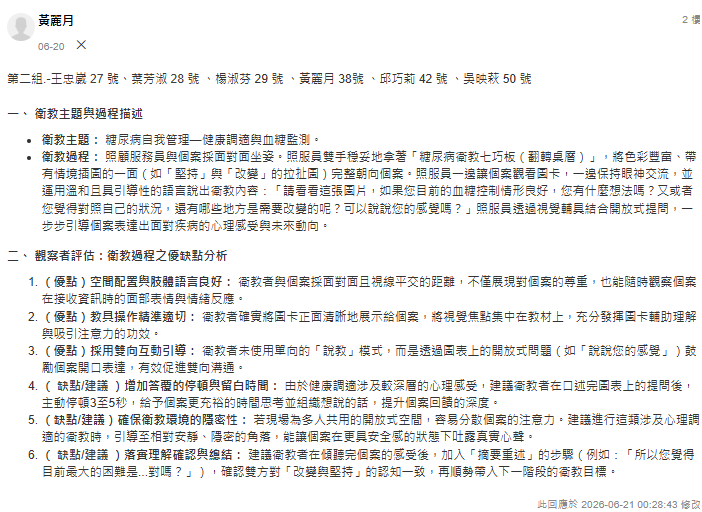 黃麗月
2 樓
06-20 ×
第二組.-王忠崴 27 號、葉芳淑 28 號 、楊淑芬 29 號 、黃麗月 38號 、邱巧莉 42 號 、吳映萩 50 號
一、 衛教主題與過程描述
• 衛教主題： 糖尿病自我管理—健康調適與血糖監測。
• 衛教過程： 照顧服務員與個案採面對面坐姿。照服員雙手穩妥地拿著「糖尿病衛教七巧板（翻轉桌曆）」，將色彩豐富、帶
有情境插圖的一面（如「堅持」與「改變」的拉扯圖）完整朝向個案。照服員一邊讓個案觀看圖卡，一邊保持眼神交流，並
運用溫和且具引導性的語言說出衛教內容：「請看看這張圖片，如果您目前的血糖控制情形良好，您有什麼想法嗎？又或者
您覺得對照自己的狀況，還有哪些地方是需要改變的呢？可以說說您的感覺嗎？」照服員透過視覺輔具結合開放式提問，一
步步引導個案表達出面對疾病的心理感受與未來動向。
二、 觀察者評估：衛教過程之優缺點分析
1. （優點）空間配置與肢體語言良好： 衛教者與個案採面對面且視線平交的距離，不僅展現對個案的尊重，也能隨時觀察個案
在接收資訊時的面部表情與情緒反應。
2. （優點）教具操作精準適切： 衛教者確實將圖卡正面清晰地展示給個案，將視覺焦點集中在教材上，充分發揮圖卡輔助理解
與吸引注意力的功效。
3. （優點）採用雙向互動引導： 衛教者未使用單向的「說教」模式，而是透過圖表上的開放式問題（如「說說您的感覺」）鼓
勵個案開口表達，有效促進雙向溝通。
4. （ 缺點/建議 ）增加答覆的停頓與留白時間： 由於健康調適涉及較深層的心理感受，建議衛教者在口述完圖表上的提問後，
主動停頓3至5秒，給予個案更充裕的時間思考並組織想說的話，提升個案回饋的深度。
5. （缺點/建議）確保衛教環境的隱密性： 若現場為多人共用的開放式空間，容易分散個案的注意力。建議進行這類涉及心理調
適的衛教時，引導至相對安靜、隱密的角落，能讓個案在更具安全感的狀態下吐露真實心聲。
6. （ 缺點/建議 ）落實理解確認與總結： 建議衛教者在傾聽完個案的感受後，加入「摘要重述」的步驟（例如：「所以您覺得
目前最大的困難是...對嗎？」），確認雙方對「改變與堅持」的認知一致，再順勢帶入下一階段的衛教目標。
此回應於 2026-06-21 00:28:43 修改